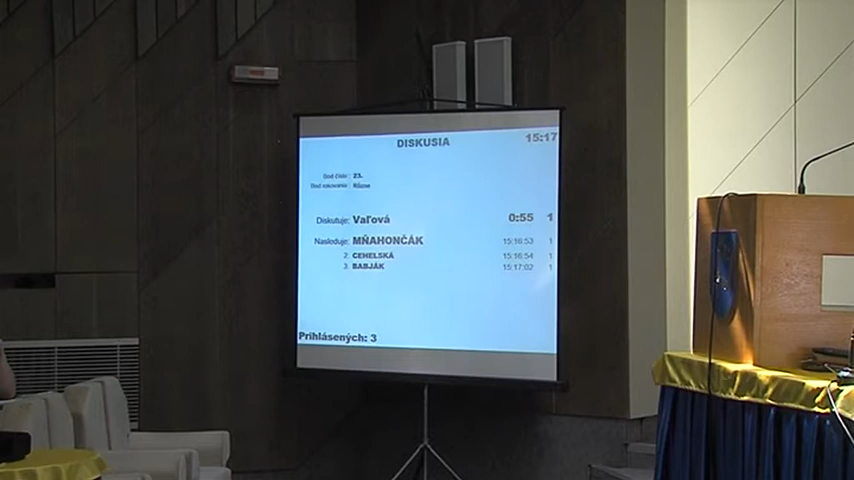 DISKUSIA 15:17
Bod číslo: 23.
Bod rokovania: Rôzne
Diskutuje: Vaľová 0:55 1
Nasleduje: MŇAHONČÁK 15:16:53 1
2. CEHELSKÁ 15:16:54 1
3. BABJÁK 15:17:02 1
Prihlásených: 3